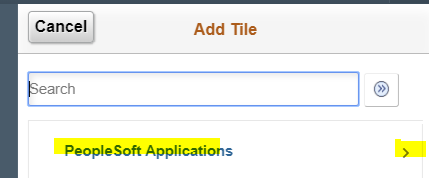 Cancel
Add Tile
Search
PeopleSoft Applications